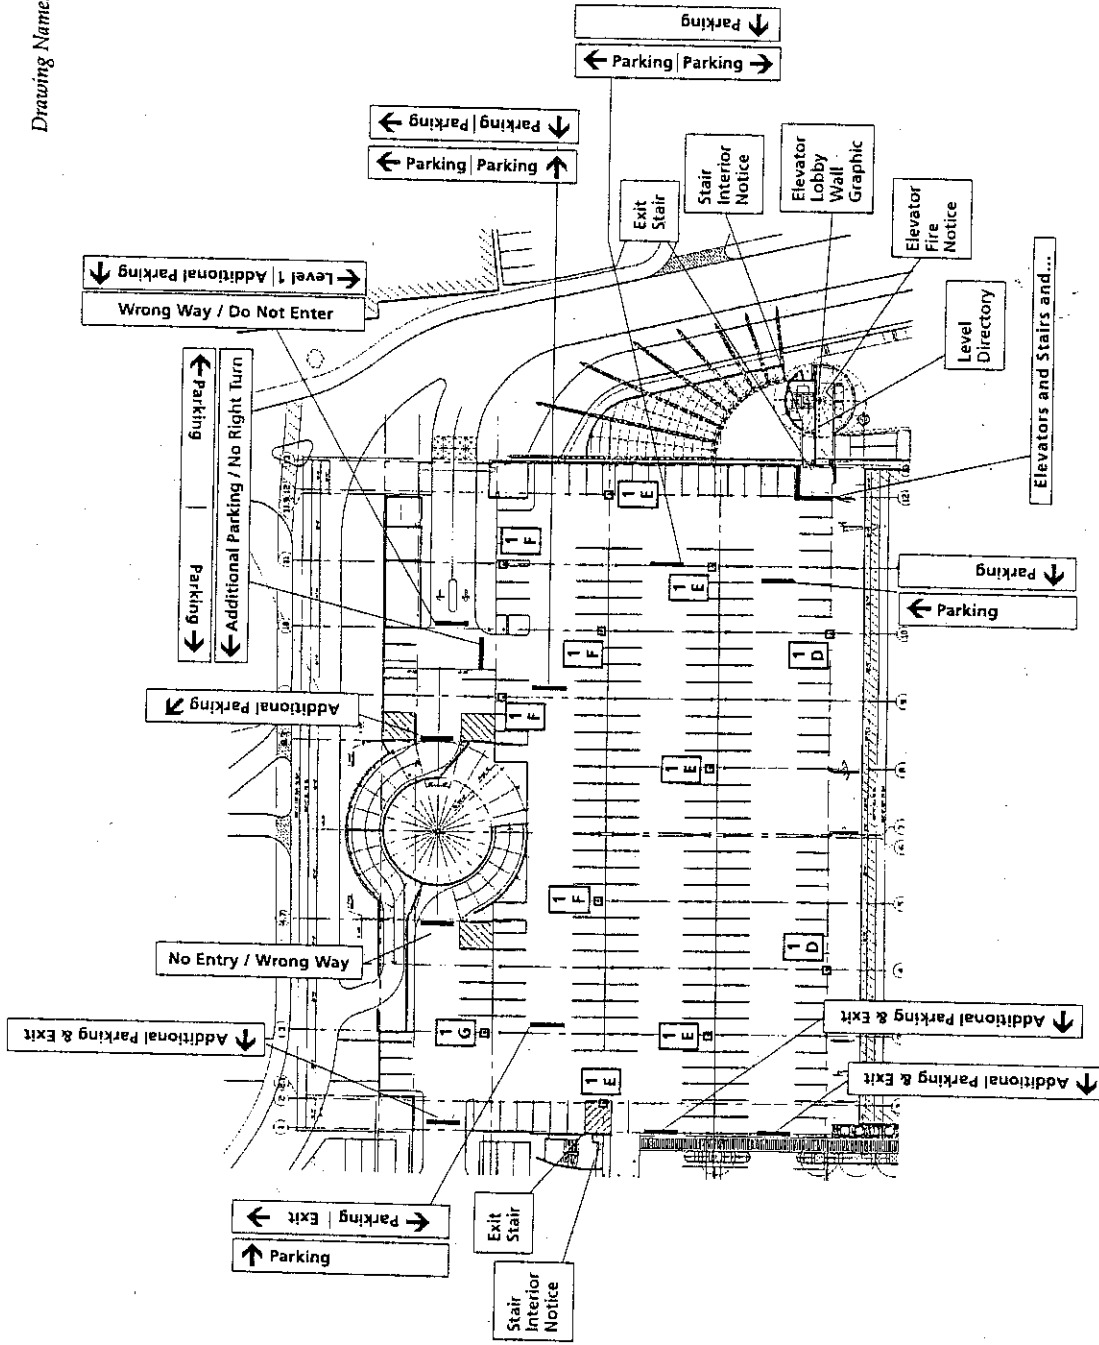 Drawing Name:
↓ Parking
← Parking | Parking →
↓ Parking | Parking ←
← Parking | Parking ↑
Exit
Stair
Stair
Interior
Notice
Elevator
Lobby
Wall
Graphic
Elevator
Fire
Notice
Level
Directory
Elevators and Stairs and...
← Level 1 | Additional Parking ↓
Wrong Way / Do Not Enter
← Parking | Parking →
← Additional Parking / No Right Turn
Additional Parking ↙
No Entry / Wrong Way
↓ Additional Parking & Exit
← Exit | Parking →
↑ Parking
Exit
Stair
Stair
Interior
Notice
↓ Parking
← Parking
↓ Additional Parking & Exit
↓ Additional Parking & Exit
1
E
1
F
1
E
1
F
1
D
1
F
1
E
1
F
1
D
1
G
1
E
1
E